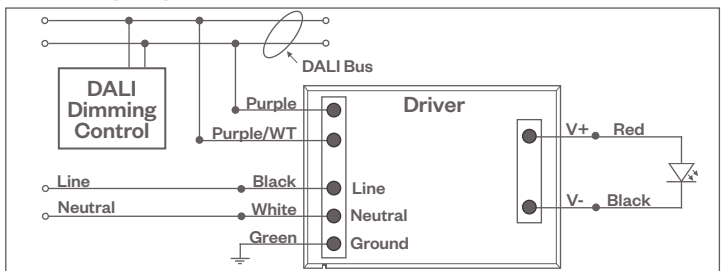 DALI Bus
DALI
Dimming
Control
Driver
Purple
Purple/WT
Line
Black
Line
Neutral
White
Neutral
Green
Ground
V+
Red
V-
Black